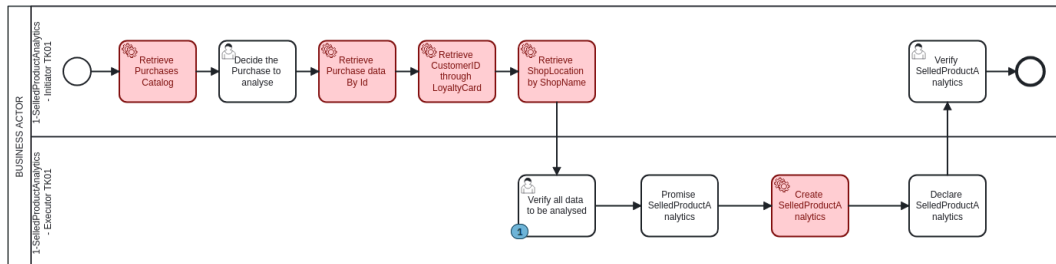 BUSINESS ACTOR
1-SelledProductAnalytics
- Initiator TK01
Retrieve
Purchases
Catalog
Decide the
Purchase to
analyse
Retrieve
Purchase data
By Id
Retrieve
CustomerID
through
LoyaltyCard
Retrieve
ShopLocation
by ShopName
Verify
SelledProductA
nalytics
1-SelledProductAnalytics
- Executor TK01
Verify all data
to be analysed
1
Promise
SelledProductA
nalytics
Create
SelledProductA
nalytics
Declare
SelledProductA
nalytics